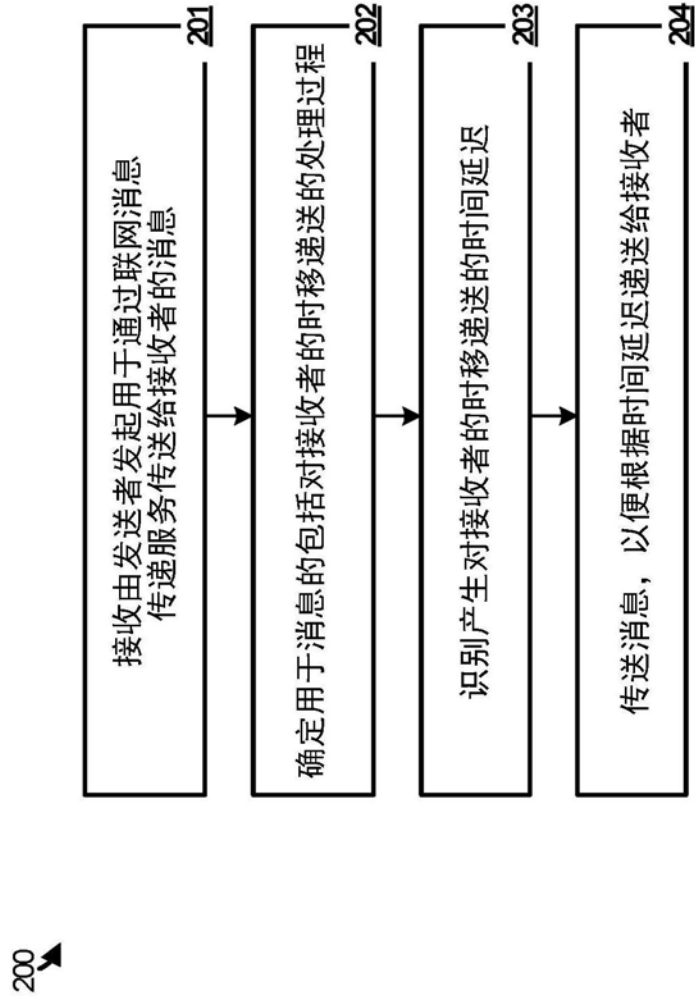 200
接收由发送者发起用于通过联网消息
传递服务传送给接收者的消息
201
确定用于消息的包括对接收者的时移递送的处理过程
202
识别产生对接收者的时移递送的时间延迟
203
传送消息，以便根据时间延迟递送给接收者
204